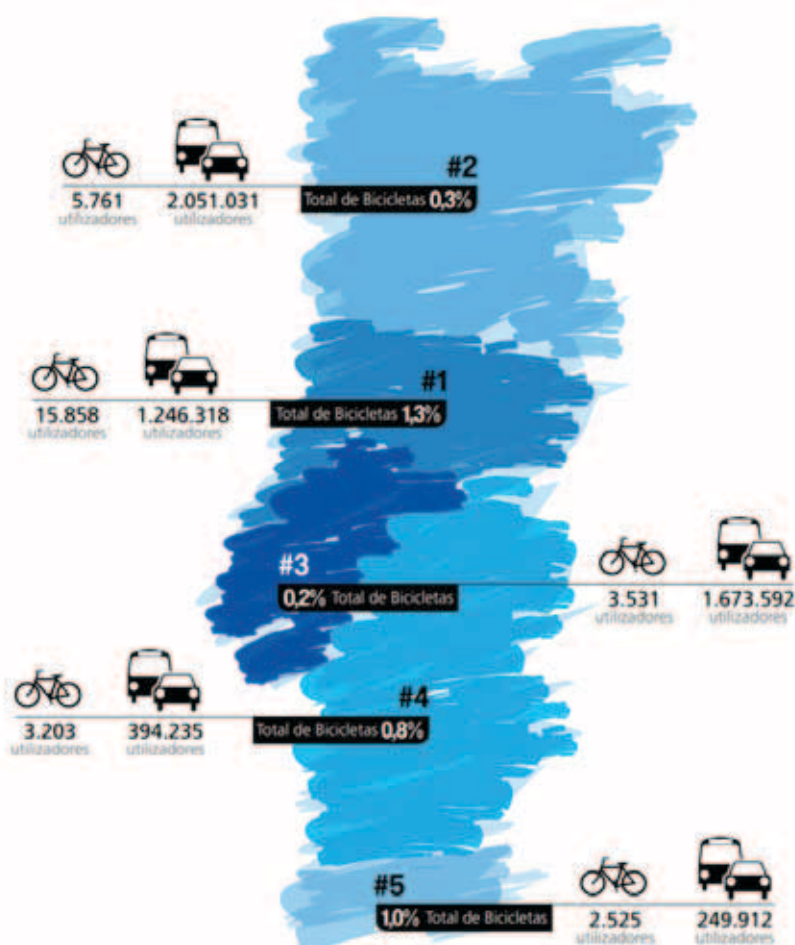 #2
5.761 2.051.031 Total de Bicicletas 0,3%
utilizadores utilizadores
#1
15.858 1.246.318 Total de Bicicletas 1,3%
utilizadores utilizadores
#3
0,2% Total de Bicicletas 3.531 1.673.592
utilizadores utilizadores
#4
3.203 394.235 Total de Bicicletas 0,8%
utilizadores utilizadores
#5
1,0% Total de Bicicletas 2.525 249.912
utilizadores utilizadores